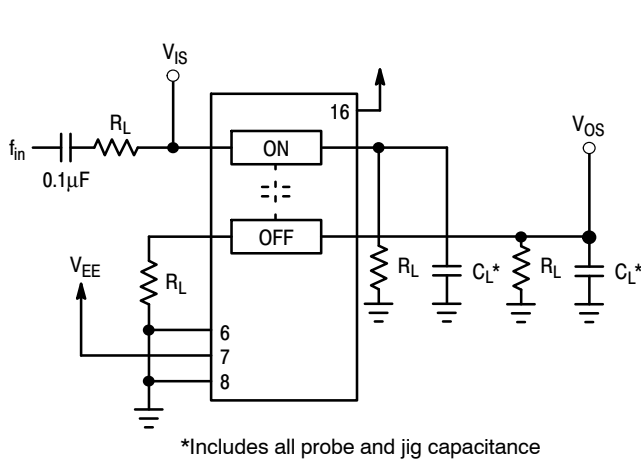 V_IS
16
R_L
f_in
0.1μF
ON
V_OS
OFF
V_EE
R_L
R_L
C_L*
R_L
C_L*
6
7
8
*Includes all probe and jig capacitance